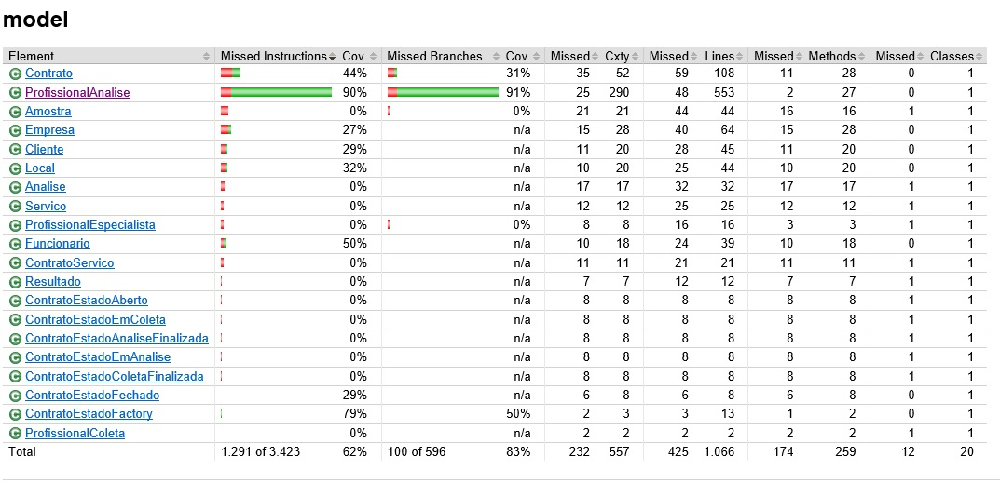 model
Element Missed Instructions Cov. Missed Branches Cov. Missed Cxty Missed Lines Missed Methods Missed Classes
C Contrato 44% 31% 35 52 59 108 11 28 0 1
C ProfissionalAnalise 90% 91% 25 290 48 553 2 27 0 1
C Amostra 0% 0% 21 21 44 44 16 16 1 1
C Empresa 27% n/a 15 28 40 64 15 28 0 1
C Cliente 29% n/a 11 20 28 45 11 20 0 1
C Local 32% n/a 10 20 25 44 10 20 0 1
C Analise 0% n/a 17 17 32 32 17 17 1 1
C Servico 0% n/a 12 12 25 25 12 12 1 1
C ProfissionalEspecialista 0% 0% 8 8 16 16 3 3 1 1
C Funcionario 50% n/a 10 18 24 39 10 18 0 1
C ContratoServico 0% n/a 11 11 21 21 11 11 1 1
C Resultado 0% n/a 7 7 12 12 7 7 1 1
C ContratoEstadoAberto 0% n/a 8 8 8 8 8 8 1 1
C ContratoEstadoEmColeta 0% n/a 8 8 8 8 8 8 1 1
C ContratoEstadoAnaliseFinalizada 0% n/a 8 8 8 8 8 8 1 1
C ContratoEstadoEmAnalise 0% n/a 8 8 8 8 8 8 1 1
C ContratoEstadoColetaFinalizada 0% n/a 8 8 8 8 8 8 1 1
C ContratoEstadoFechado 29% n/a 6 8 6 8 6 8 0 1
C ContratoEstadoFactory 79% 50% 2 3 3 13 1 2 0 1
C ProfissionalColeta 0% n/a 2 2 2 2 2 2 1 1
Total 1.291 of 3.423 62% 100 of 596 83% 232 557 425 1.066 174 259 12 20